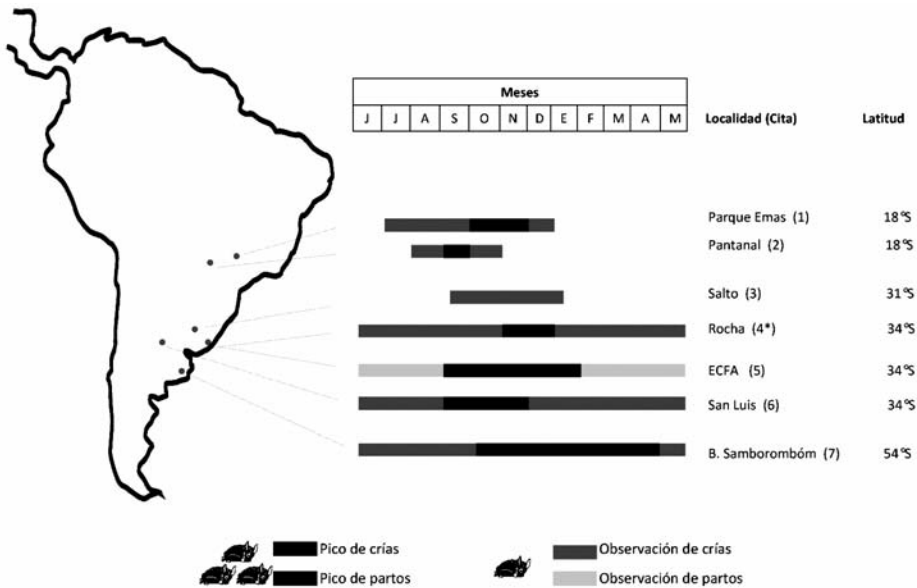 Meses
J J A S O N D E F M A M
Localidad (Cita) Latitud
Parque Emas (1) 18°S
Pantanal (2) 18°S
Salto (3) 31°S
Rocha (4*) 34°S
ECFA (5) 34°S
San Luis (6) 34°S
B. Samborombóm (7) 54°S
Pico de crías Observación de crías
Pico de partos Observación de partos